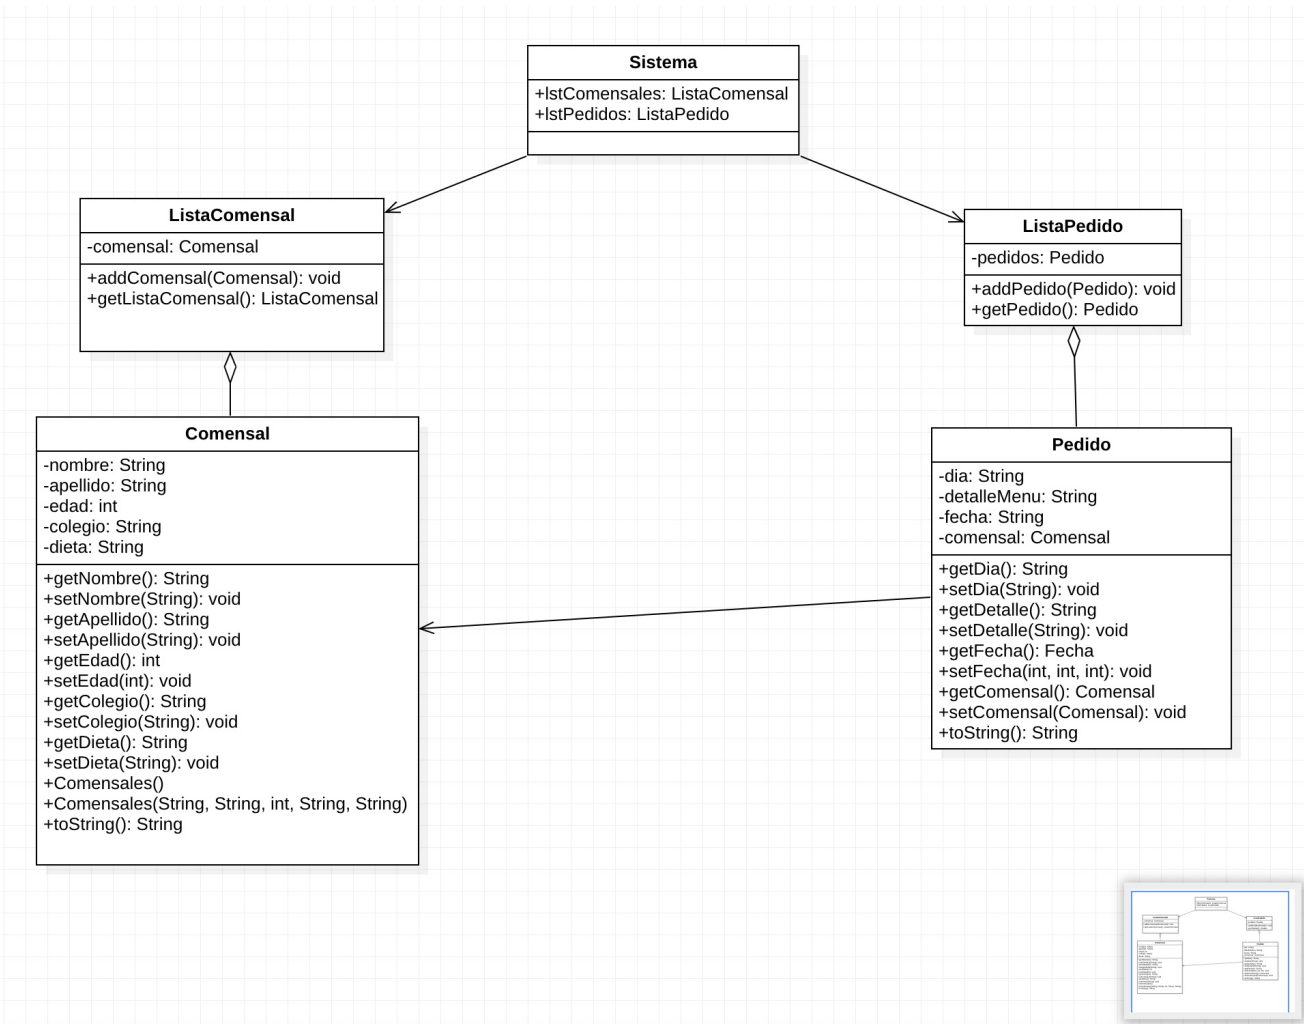 Sistema
+lstComensales: ListaComensal
+lstPedidos: ListaPedido
ListaComensal
-comensal: Comensal
+addComensal(Comensal): void
+getListaComensal(): ListaComensal
ListaPedido
-pedidos: Pedido
+addPedido(Pedido): void
+getPedido(): Pedido
Comensal
-nombre: String
-apellido: String
-edad: int
-colegio: String
-dieta: String
+getNombre(): String
+setNombre(String): void
+getApellido(): String
+setApellido(String): void
+getEdad(): int
+setEdad(int): void
+getColegio(): String
+setColegio(String): void
+getDieta(): String
+setDieta(String): void
+Comensales()
+Comensales(String, String, int, String, String)
+toString(): String
Pedido
-dia: String
-detalleMenu: String
-fecha: String
-comensal: Comensal
+getDia(): String
+setDia(String): void
+getDetalle(): String
+setDetalle(String): void
+getFecha(): Fecha
+setFecha(int, int, int): void
+getComensal(): Comensal
+setComensal(Comensal): void
+toString(): String